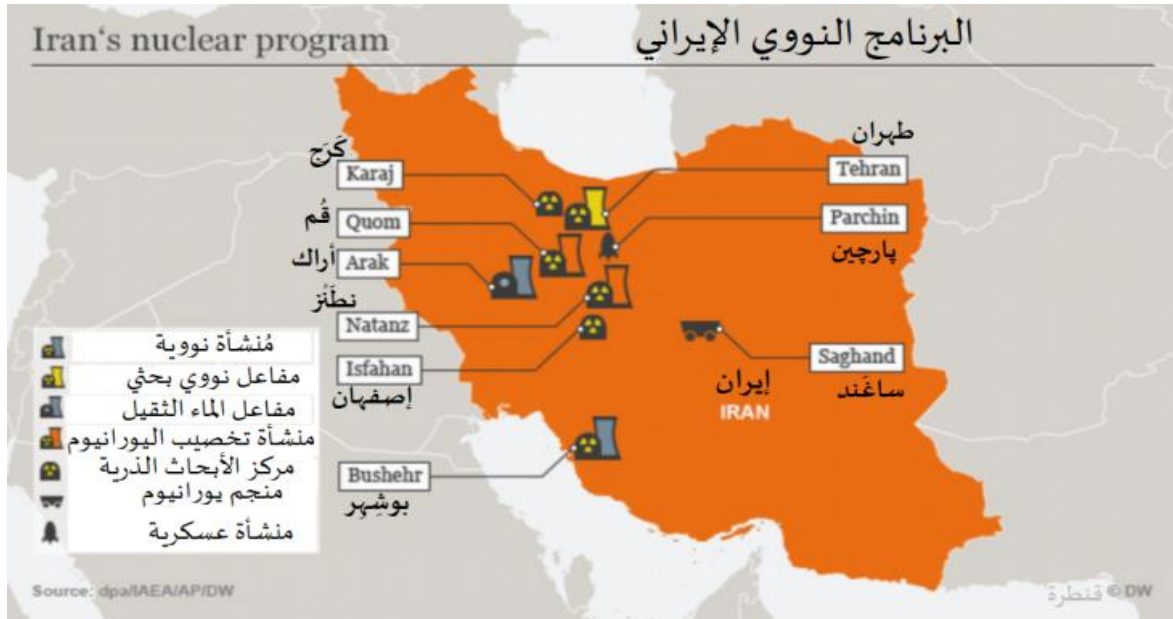 Iran's nuclear program
البرنامج النووي الإيراني
كَرَج
Karaj
قُم
Quom
أراك
Arak
نطَنْز
Natanz
Isfahan
إصفهان
Bushehr
بوشِهر
طهران
Tehran
Parchin
پارچین
Saghand
ساغَند
إيران
IRAN
مُنشأة نووية
مفاعل نووي بحثي
مفاعل الماء الثقيل
منشأة تخصيب اليورانيوم
مركز الأبحاث الذرية
منجم يورانيوم
منشأة عسكرية
Source: dpa/IAEA/AP/DW
قنطرة © DW